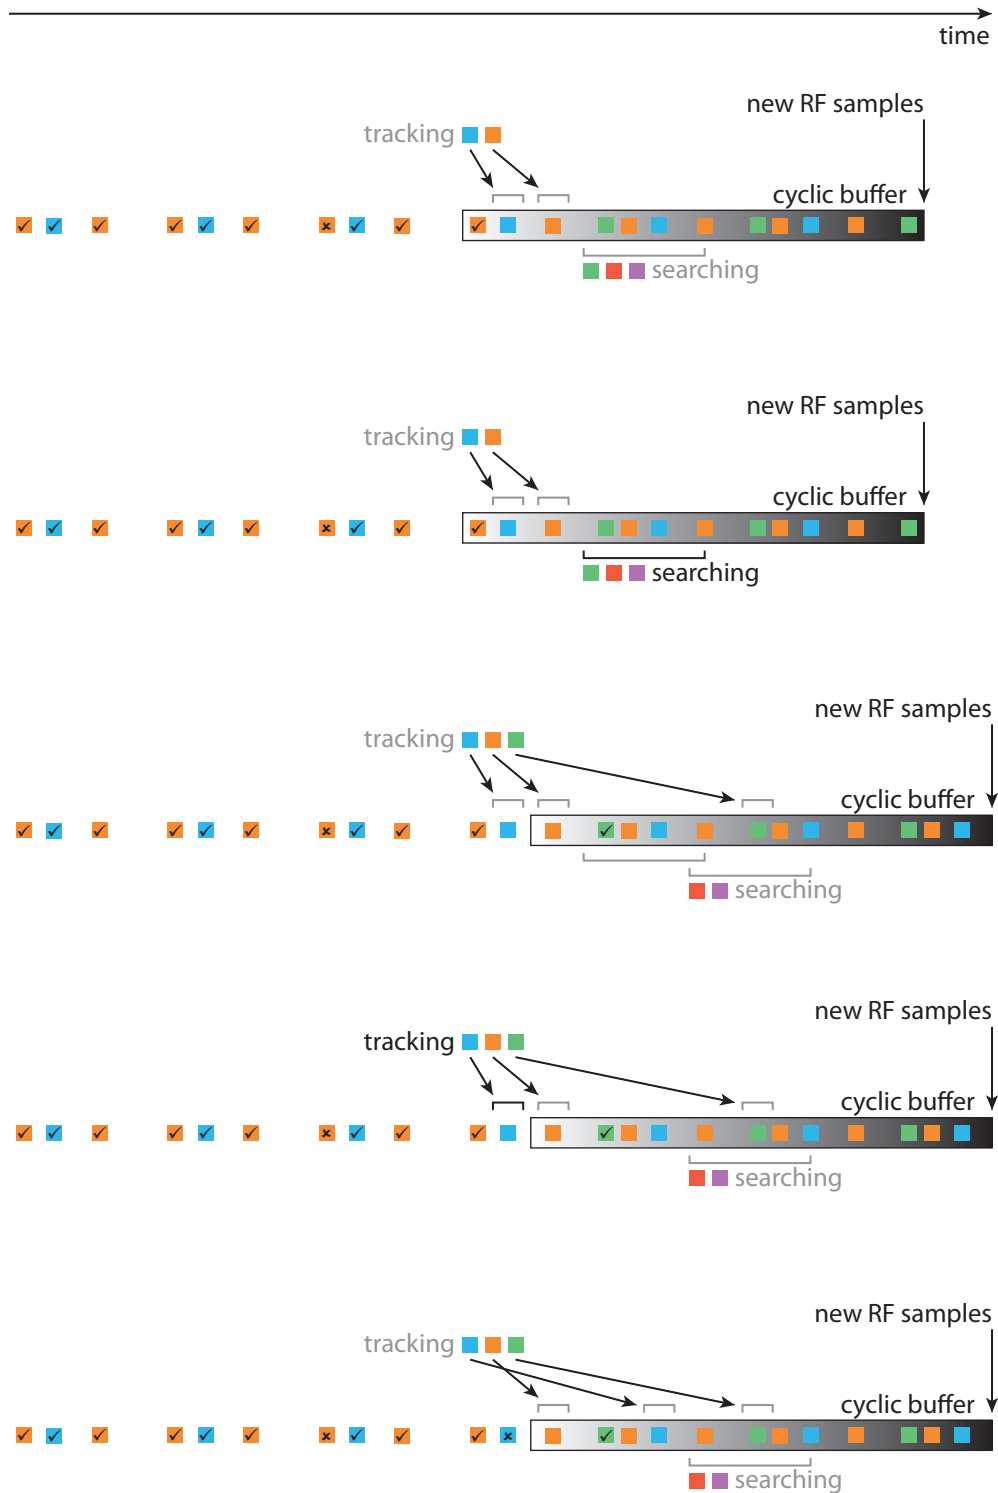 time
new RF samples
tracking
cyclic buffer
searching
new RF samples
tracking
cyclic buffer
searching
new RF samples
tracking
cyclic buffer
searching
new RF samples
tracking
cyclic buffer
searching
new RF samples
tracking
cyclic buffer
searching